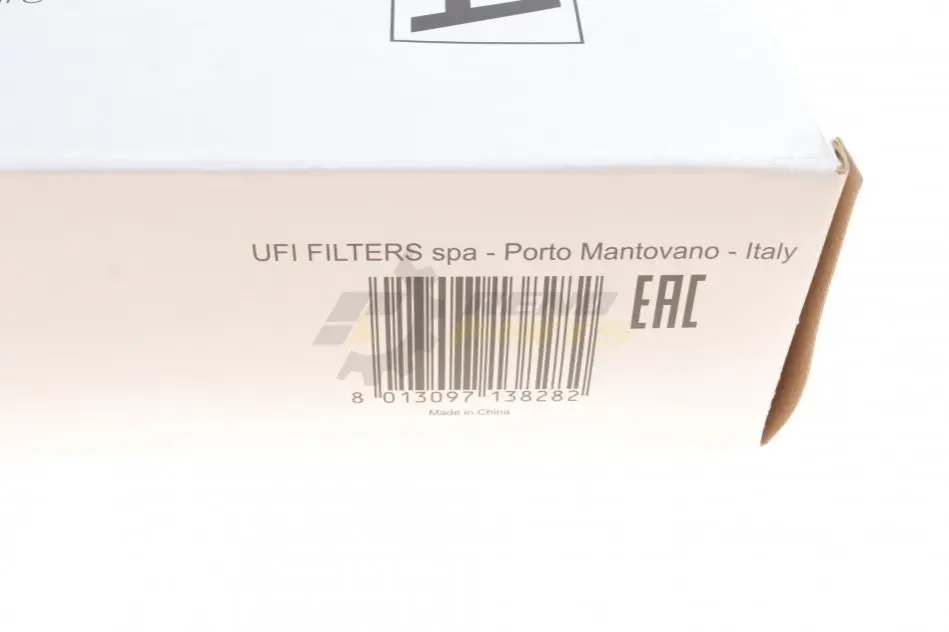 UFI FILTERS spa - Porto Mantovano - Italy
EAC
8 013097 138282
Made in China